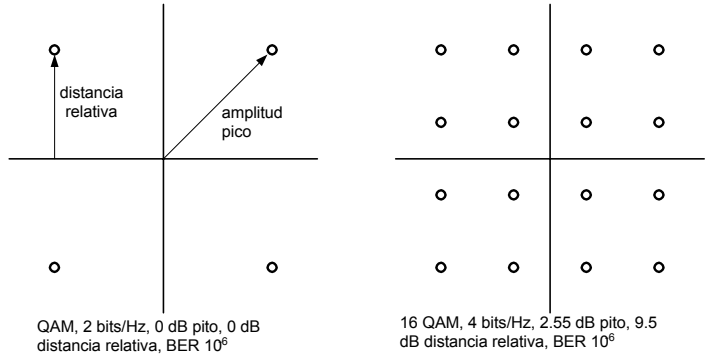 distancia
relativa
amplitud
pico
QAM, 2 bits/Hz, 0 dB pito, 0 dB
distancia relativa, BER 10⁶
16 QAM, 4 bits/Hz, 2.55 dB pito, 9.5
dB distancia relativa, BER 10⁶